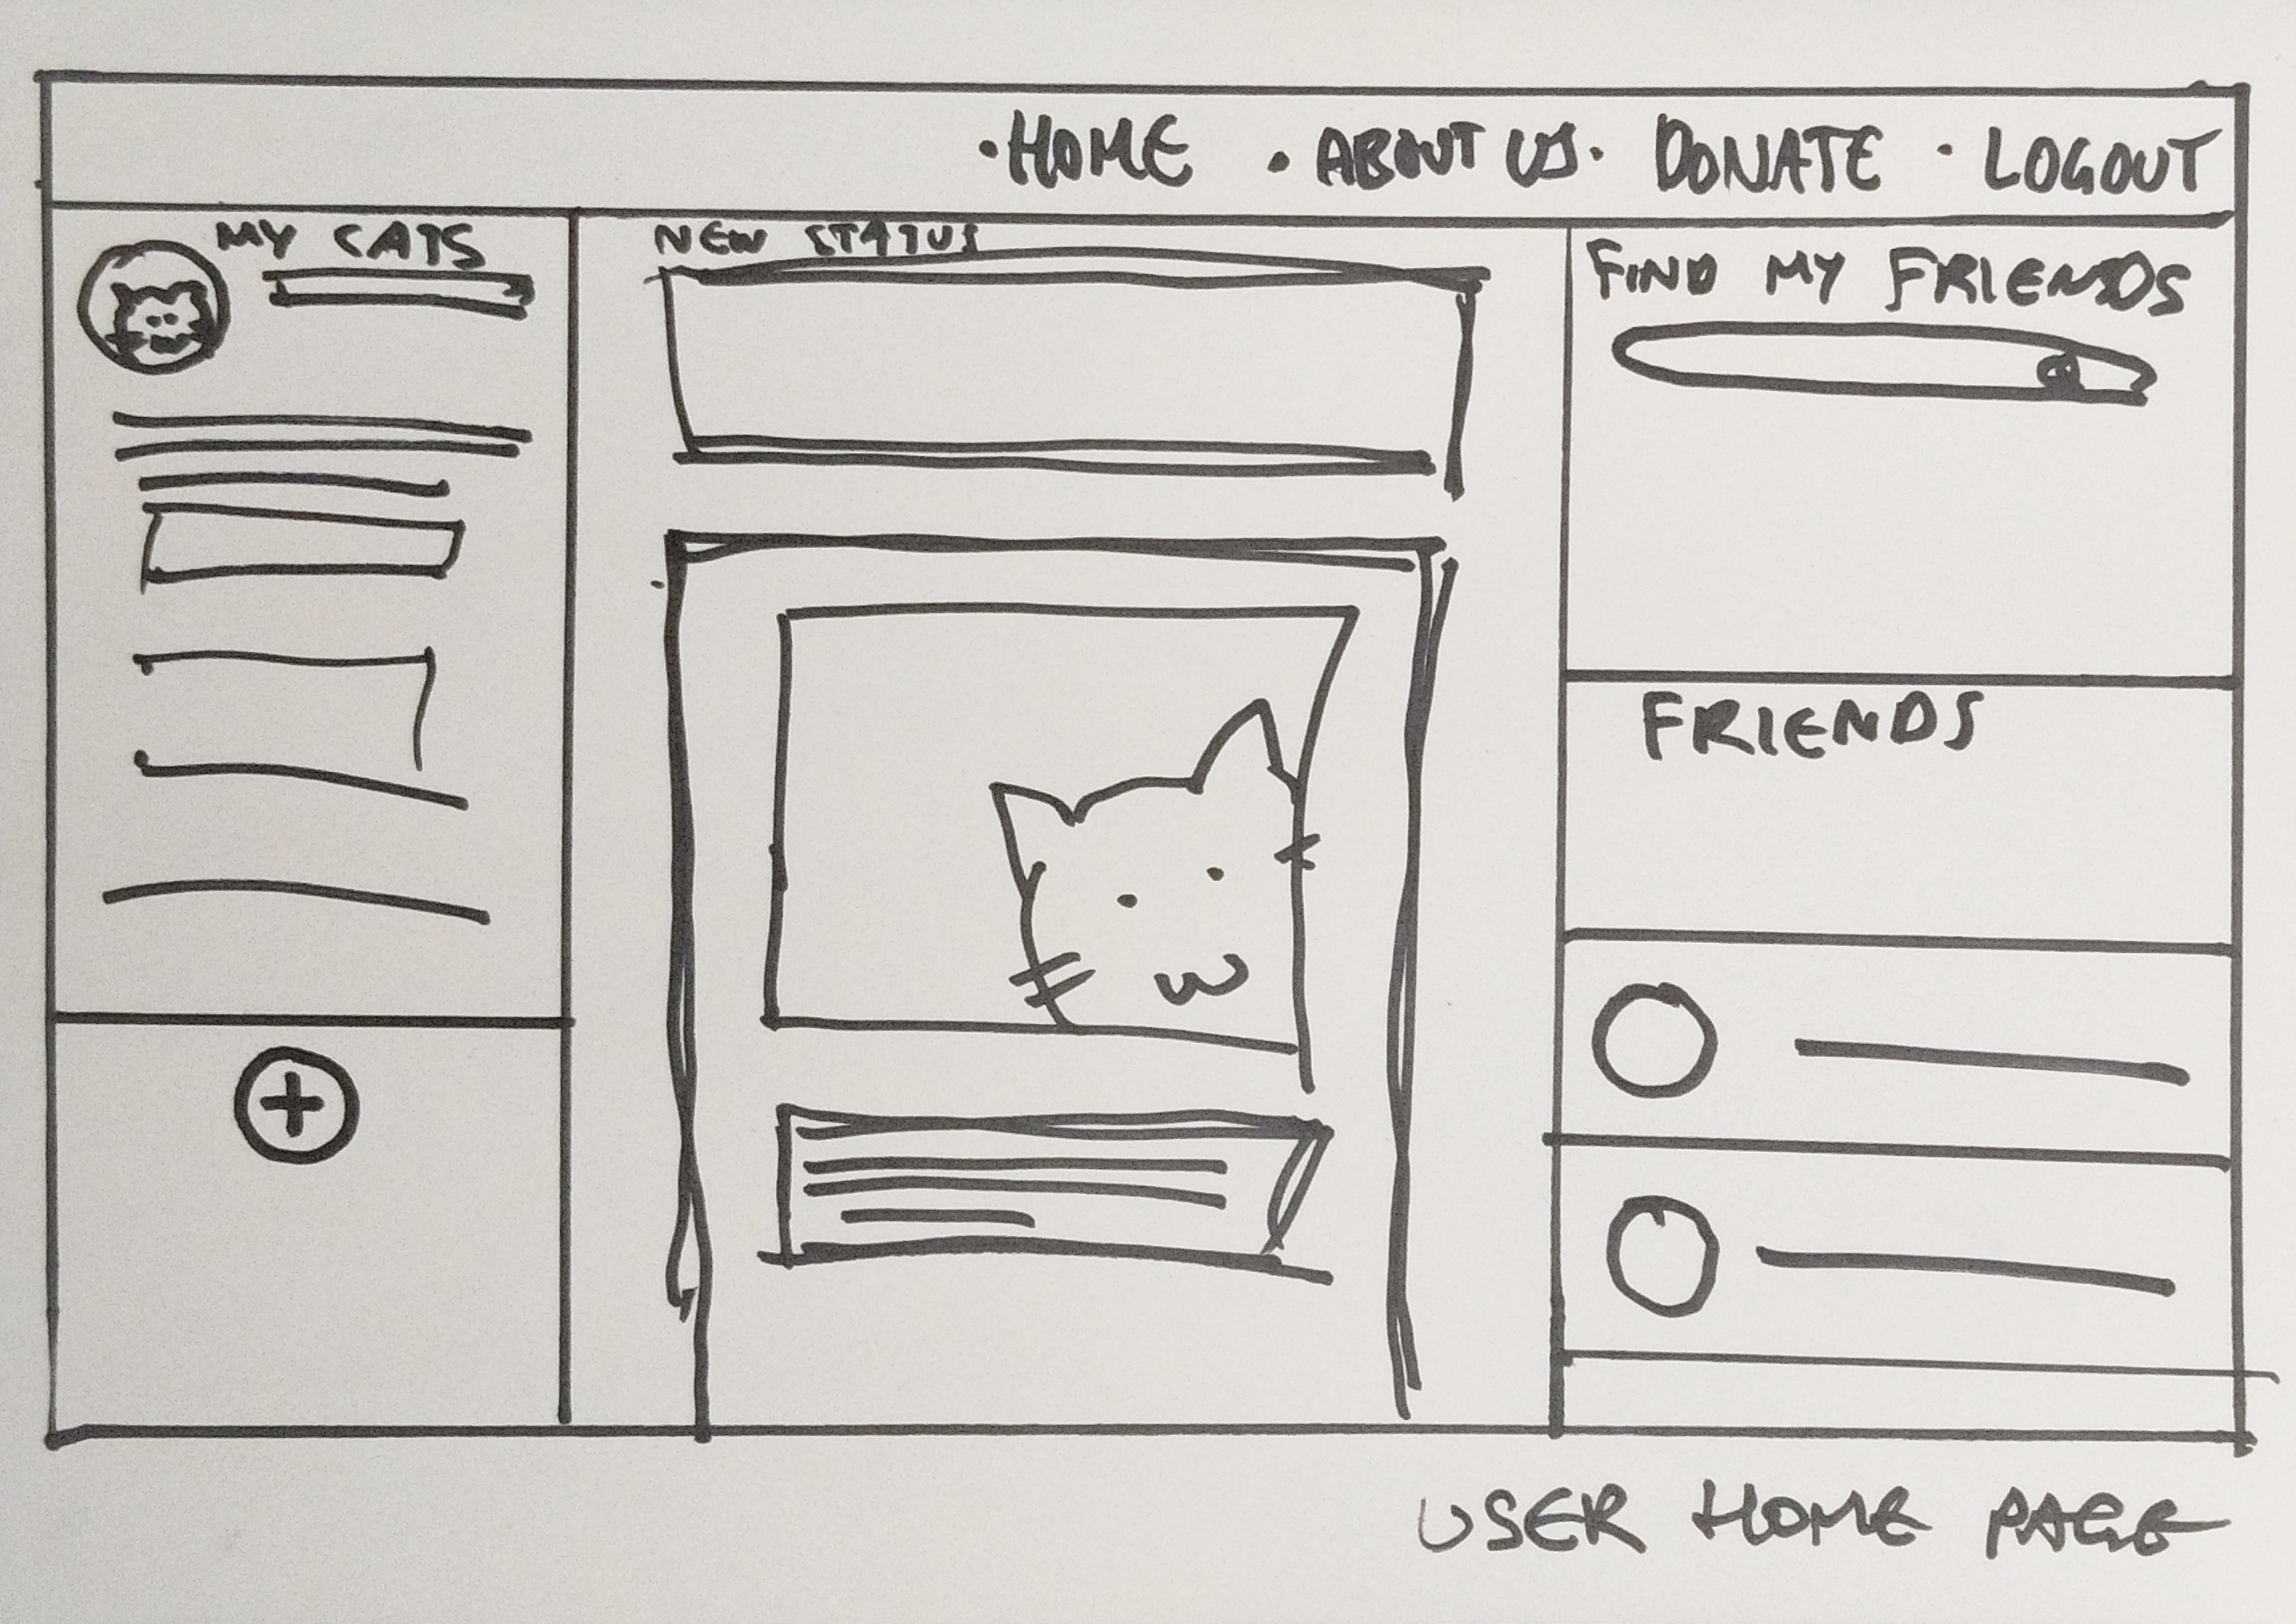 ·HOME ·ABOUT US· DONATE ·LOGOUT
MY CATS
NEW STATUS
FIND MY FRIENDS
FRIENDS
+
USER HOME PAGE